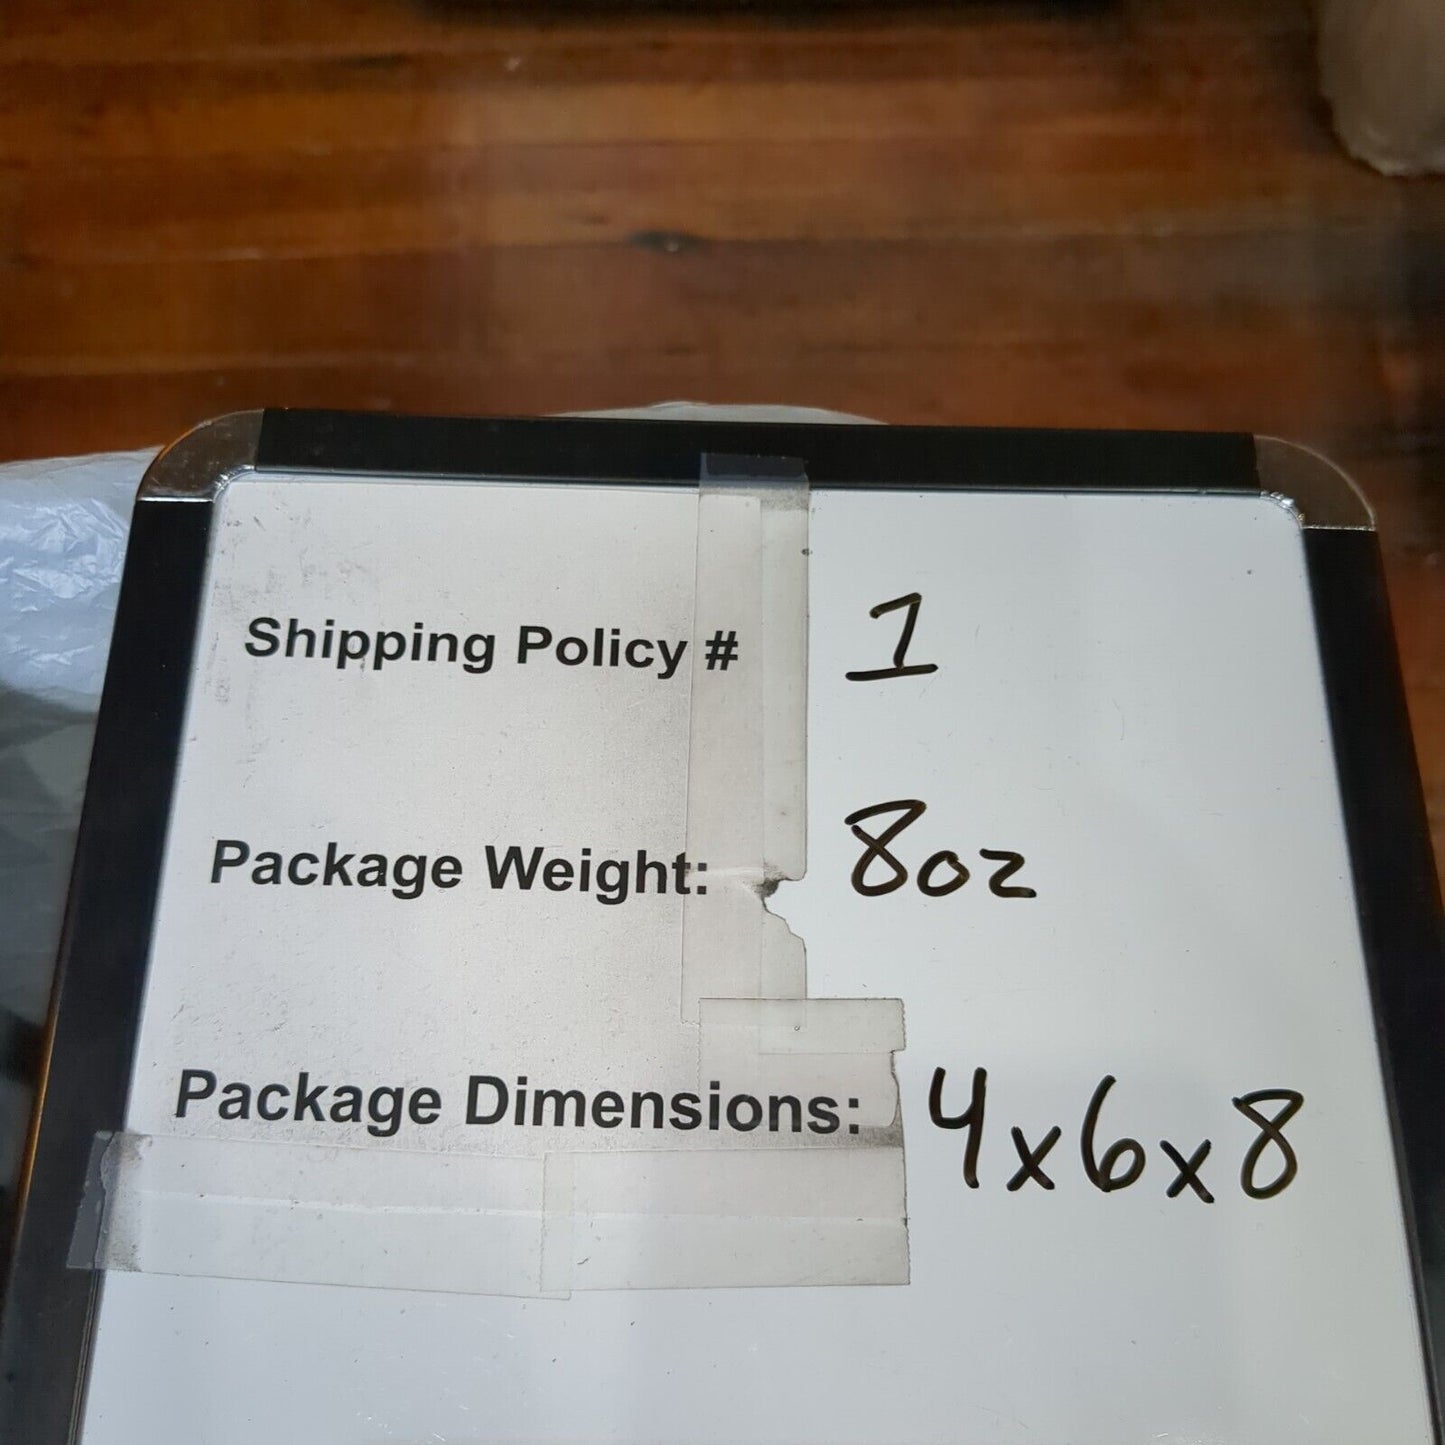 Shipping Policy # 1
Package Weight: 8oz
Package Dimensions: 4x6x8